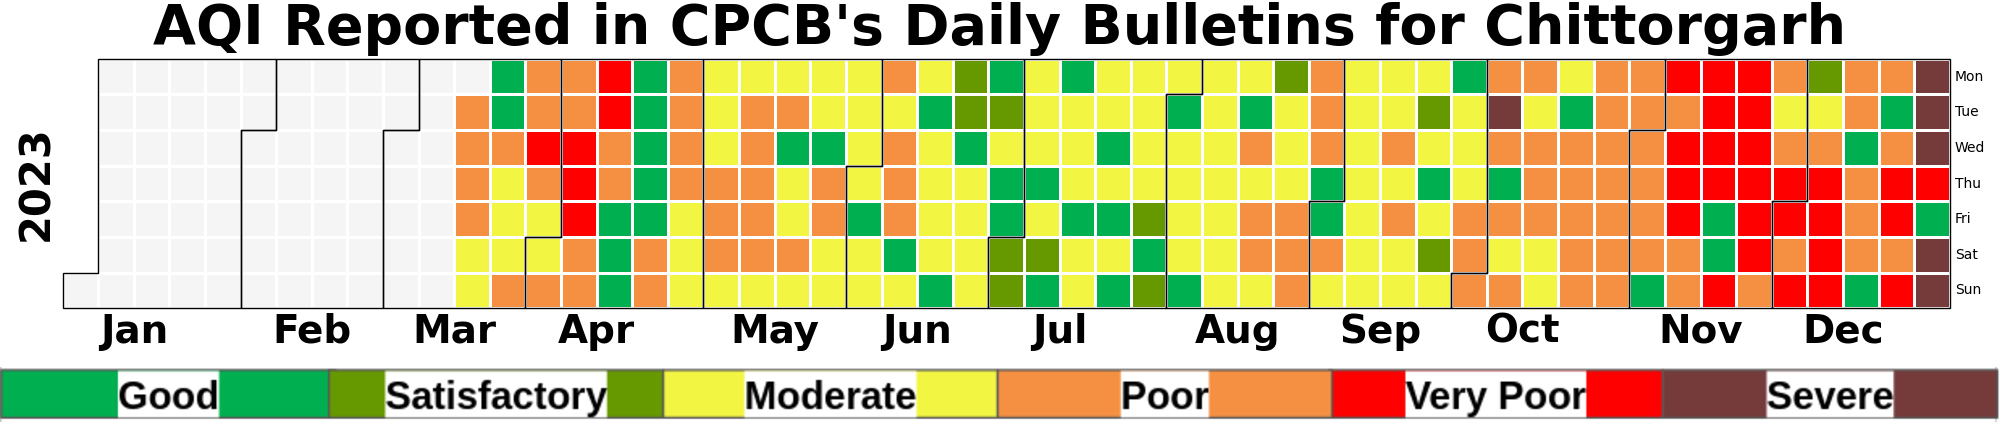 AQI Reported in CPCB's Daily Bulletins for Chittorgarh
2023
Mon
Tue
Wed
Thu
Fri
Sat
Sun
Jan Feb Mar Apr May Jun Jul Aug Sep Oct Nov Dec
Good Satisfactory Moderate Poor Very Poor Severe